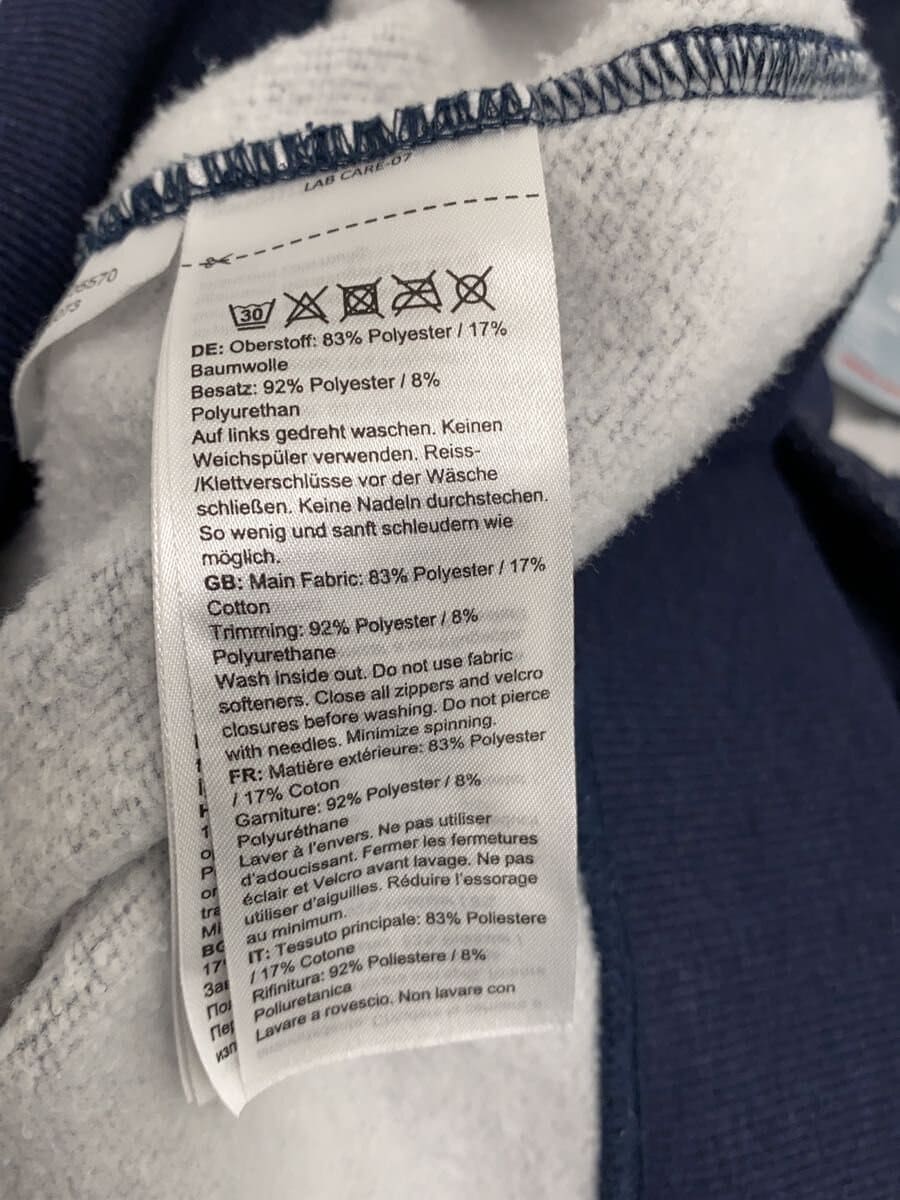 LAB CARE-07
30
DE: Oberstoff: 83% Polyester / 17%
Baumwolle
Besatz: 92% Polyester / 8%
Polyurethan
Auf links gedreht waschen. Keinen
Weichspüler verwenden. Reiss-
/Klettverschlüsse vor der Wäsche
schließen. Keine Nadeln durchstechen.
So wenig und sanft schleudern wie
möglich.
GB: Main Fabric: 83% Polyester / 17%
Cotton
Trimming: 92% Polyester / 8%
Polyurethane
Wash inside out. Do not use fabric
softeners. Close all zippers and velcro
closures before washing. Do not pierce
with needles. Minimize spinning.
FR: Matière extérieure: 83% Polyester
/ 17% Coton
Garniture: 92% Polyester / 8%
Polyuréthane
Laver à l'envers. Ne pas utiliser
d'adoucissant. Fermer les fermetures
éclair et Velcro avant lavage. Ne pas
utiliser d'aiguilles. Réduire l'essorage
au minimum.
IT: Tessuto principale: 83% Poliestere
/ 17% Cotone
Rifinitura: 92% Poliestere / 8%
Poliuretanica
Lavare a rovescio. Non lavare con